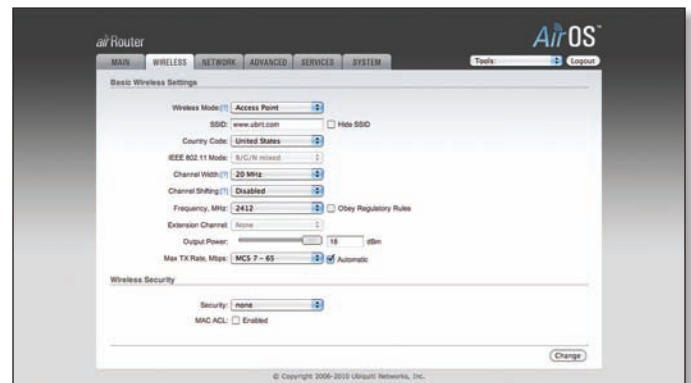 airRouter
AirOS™
MAIN WIRELESS NETWORK ADVANCED SERVICES SYSTEM Tools: Logout
Basic Wireless Settings
Wireless Mode:[?] Access Point
SSID: www.ubnt.com Hide SSID
Country Code: United States
IEEE 802.11 Mode: B/G/N mixed
Channel Width:[?] 20 MHz
Channel Shifting:[?] Disabled
Frequency, MHz: 2412 Obey Regulatory Rules
Extension Channel: None
Output Power: 18 dBm
Max TX Rate, Mbps: MCS 7 - 65 Automatic
Wireless Security
Security: none
MAC ACL: Enabled
Change
© Copyright 2006-2010 Ubiquiti Networks, Inc.